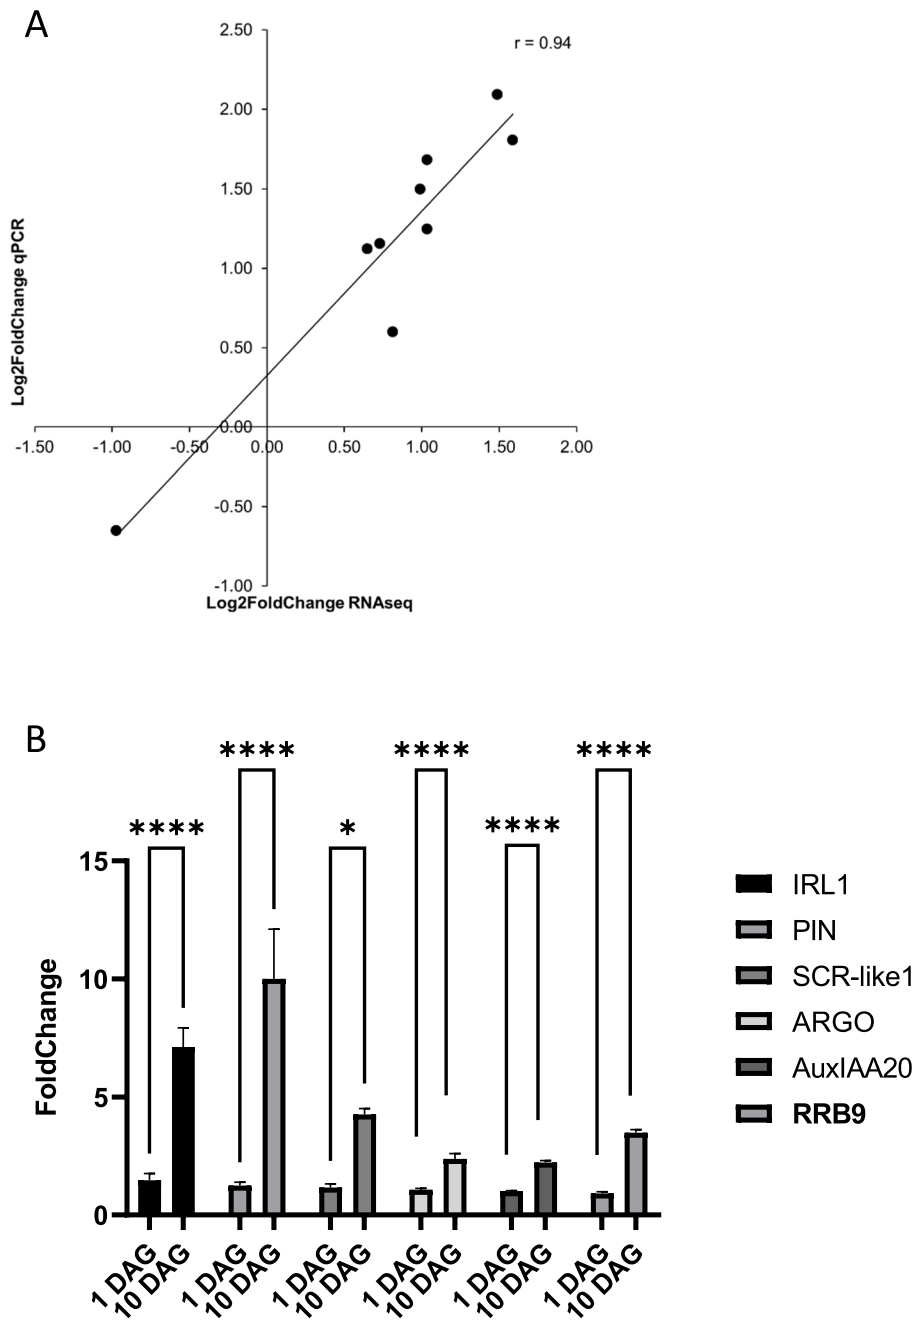 A
2.50
r = 0.94
2.00
1.50
1.00
0.50
0.00
-1.50 -1.00 -0.50 0.00 0.50 1.00 1.50 2.00
-0.50
-1.00
Log2FoldChange qPCR
Log2FoldChange RNAseq
B
**** **** ****
**** * ****
15
10
5
0
FoldChange
1 DAG 10 DAG 1 DAG 10 DAG 1 DAG 10 DAG 1 DAG 10 DAG 1 DAG 10 DAG 1 DAG 10 DAG
IRL1
PIN
SCR-like1
ARGO
AuxIAA20
RRB9